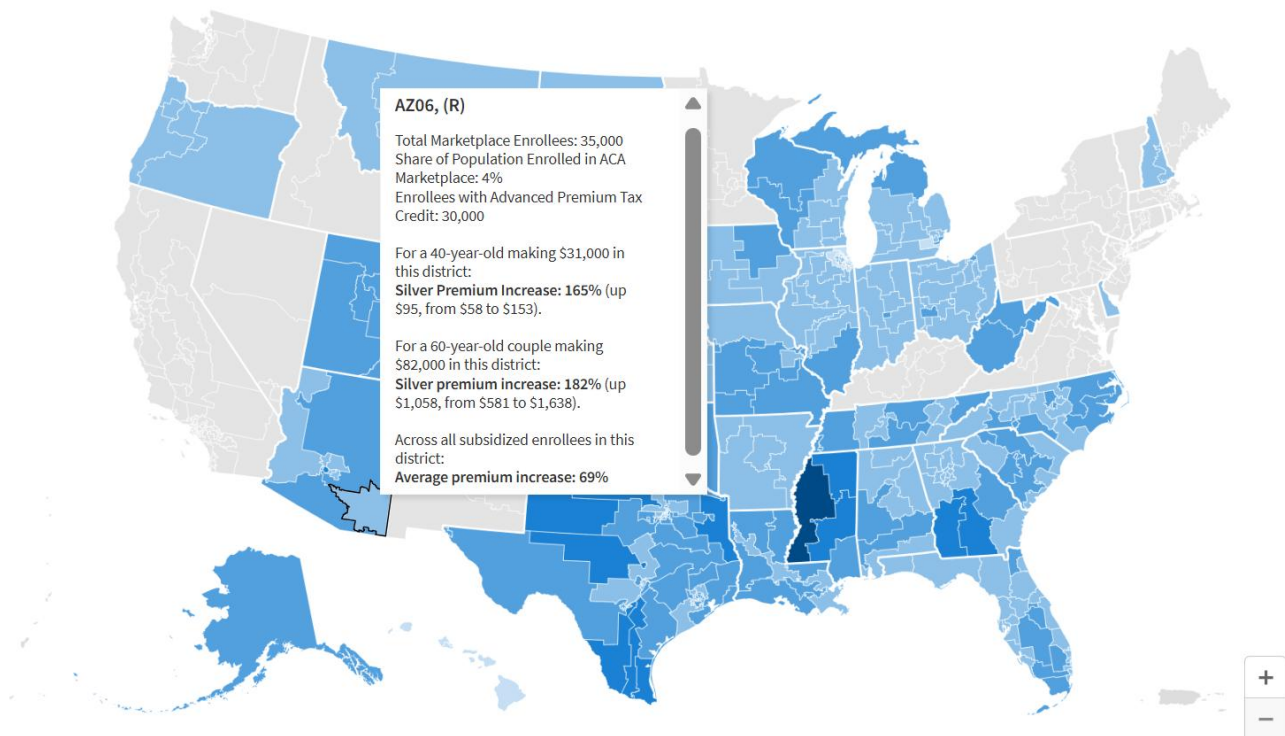 AZ06, (R)
Total Marketplace Enrollees: 35,000
Share of Population Enrolled in ACA
Marketplace: 4%
Enrollees with Advanced Premium Tax
Credit: 30,000
For a 40-year-old making $31,000 in
this district:
Silver Premium Increase: 165% (up
$95, from $58 to $153).
For a 60-year-old couple making
$82,000 in this district:
Silver premium increase: 182% (up
$1,058, from $581 to $1,638).
Across all subsidized enrollees in this
district:
Average premium increase: 69%
+
−